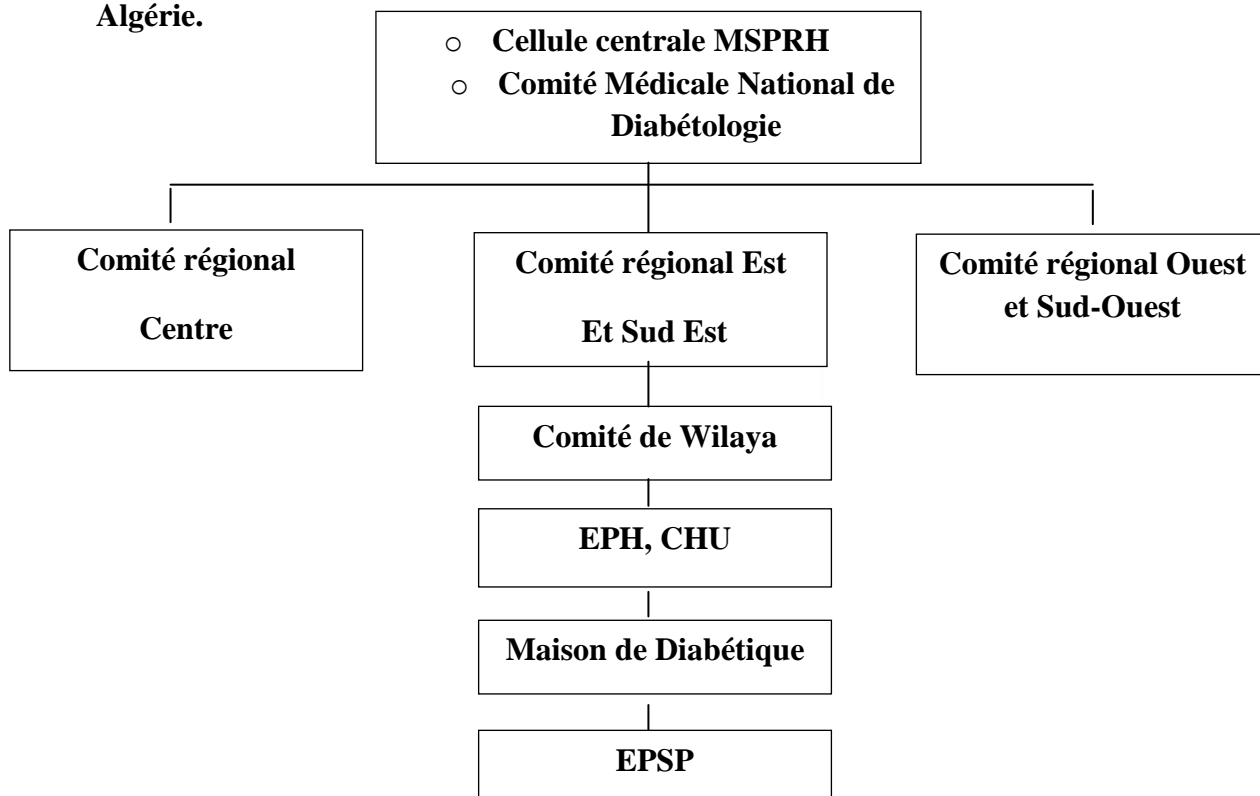 Algérie.
o Cellule centrale MSPRH
o Comité Médicale National de
Diabétologie
Comité régional
Centre
Comité régional Est
Et Sud Est
Comité régional Ouest
et Sud-Ouest
Comité de Wilaya
EPH, CHU
Maison de Diabétique
EPSP